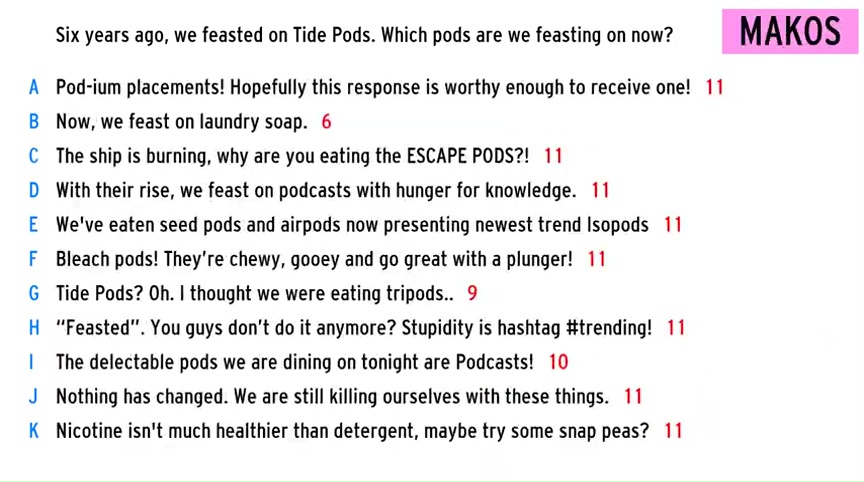 Six years ago, we feasted on Tide Pods. Which pods are we feasting on now?
MAKOS
A Pod-ium placements! Hopefully this response is worthy enough to receive one! 11
B Now, we feast on laundry soap. 6
C The ship is burning, why are you eating the ESCAPE PODS?! 11
D With their rise, we feast on podcasts with hunger for knowledge. 11
E We've eaten seed pods and airpods now presenting newest trend Isopods 11
F Bleach pods! They're chewy, gooey and go great with a plunger! 11
G Tide Pods? Oh. I thought we were eating tripods.. 9
H “Feasted”. You guys don't do it anymore? Stupidity is hashtag #trending! 11
I The delectable pods we are dining on tonight are Podcasts! 10
J Nothing has changed. We are still killing ourselves with these things. 11
K Nicotine isn't much healthier than detergent, maybe try some snap peas? 11